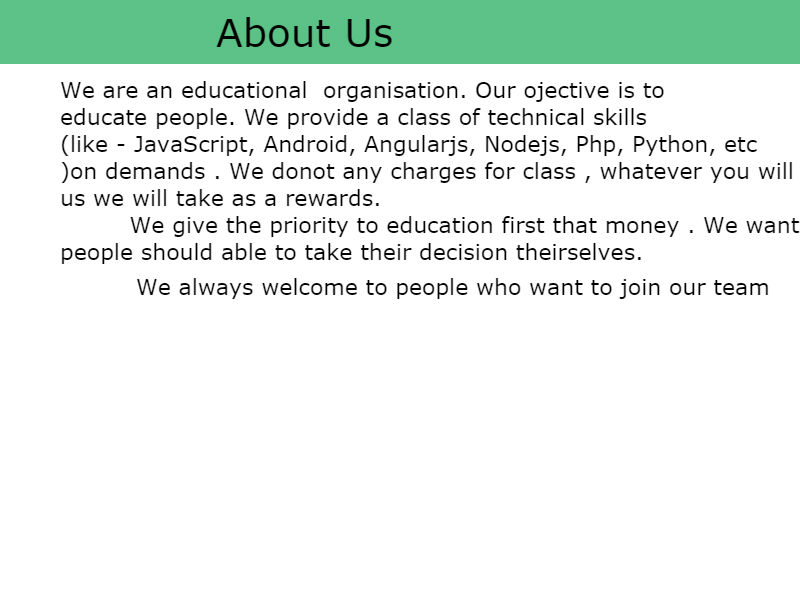 About Us
We are an educational  organisation. Our ojective is to
educate people. We provide a class of technical skills
(like - JavaScript, Android, Angularjs, Nodejs, Php, Python, etc
)on demands . We donot any charges for class , whatever you will
us we will take as a rewards.
We give the priority to education first that money . We want
people should able to take their decision theirselves.
We always welcome to people who want to join our team